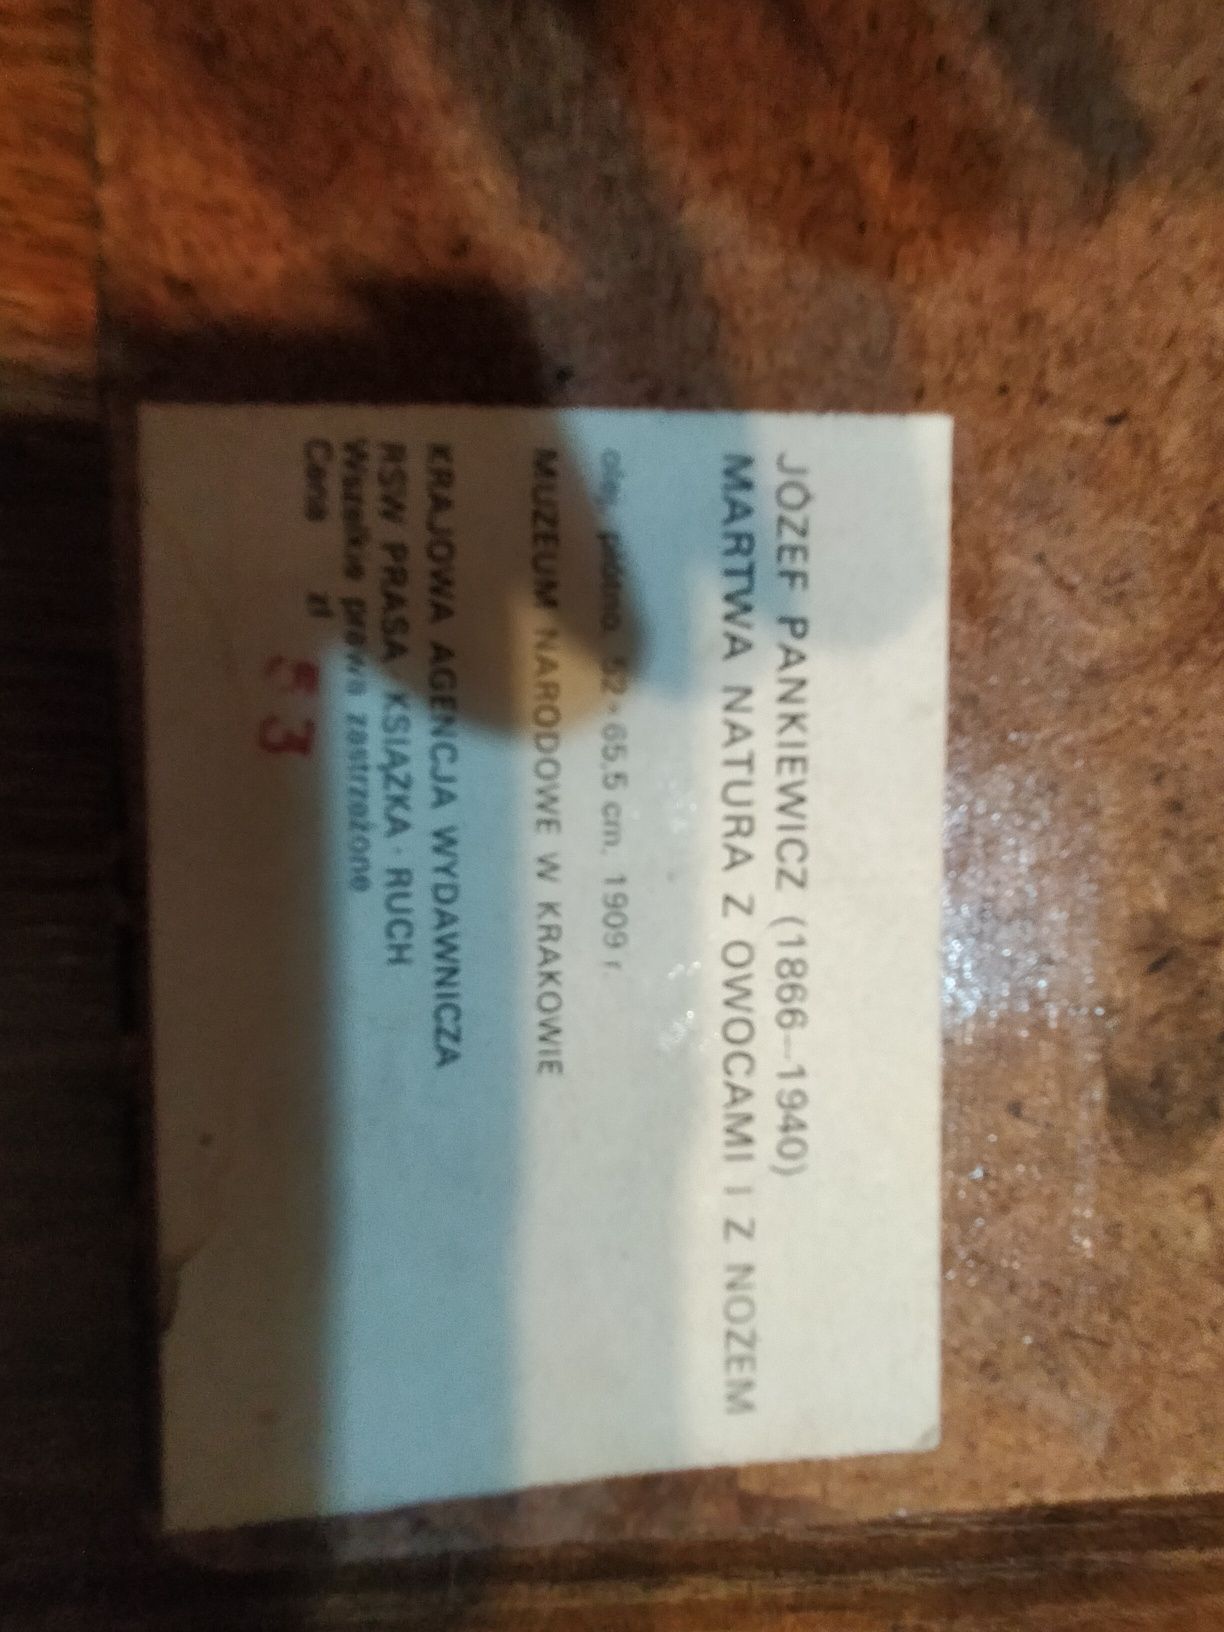 JÓZEF PANKIEWICZ (1866—1940)
MARTWA NATURA Z OWOCAMI I Z NOŻEM
olej, płótno, 52×65,5 cm, 1909 r.
MUZEUM NARODOWE W KRAKOWIE
KRAJOWA AGENCJA WYDAWNICZA
RSW PRASA · KSIĄŻKA · RUCH
Wszelkie prawa zastrzeżone
Cena zł